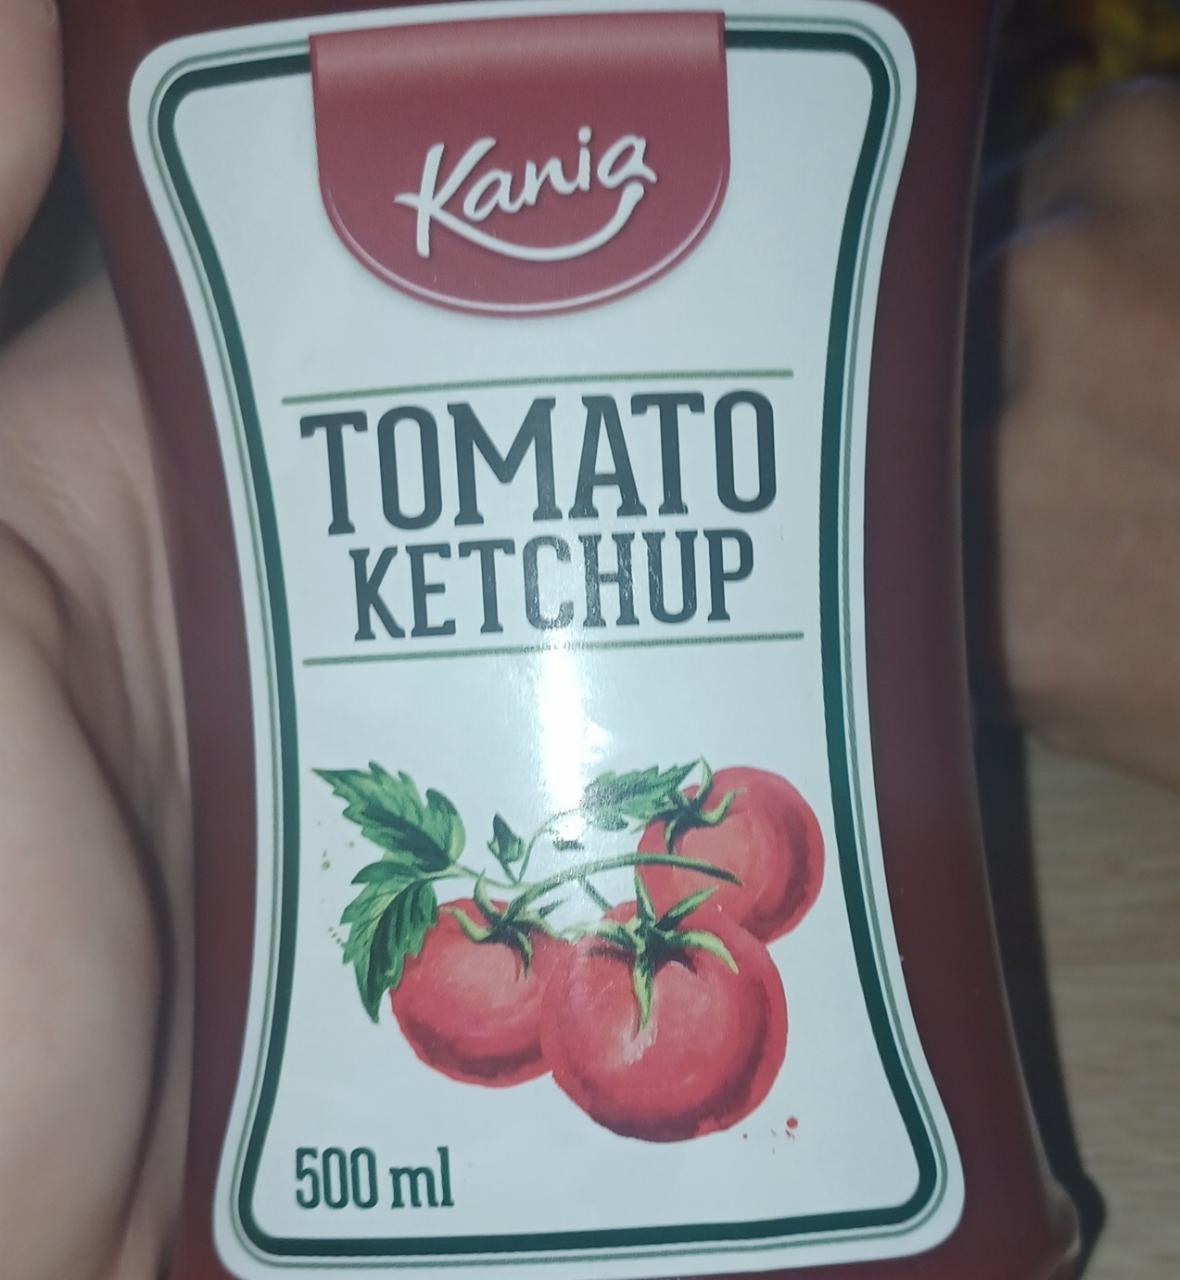 Kania
TOMATO
KETCHUP
500 ml